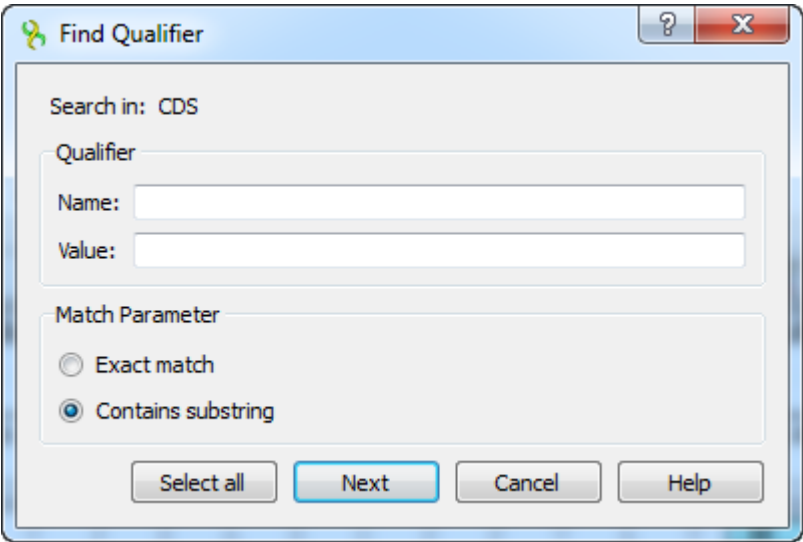 Find Qualifier
Search in: CDS
Qualifier
Name:
Value:
Match Parameter
Exact match
Contains substring
Select all Next Cancel Help